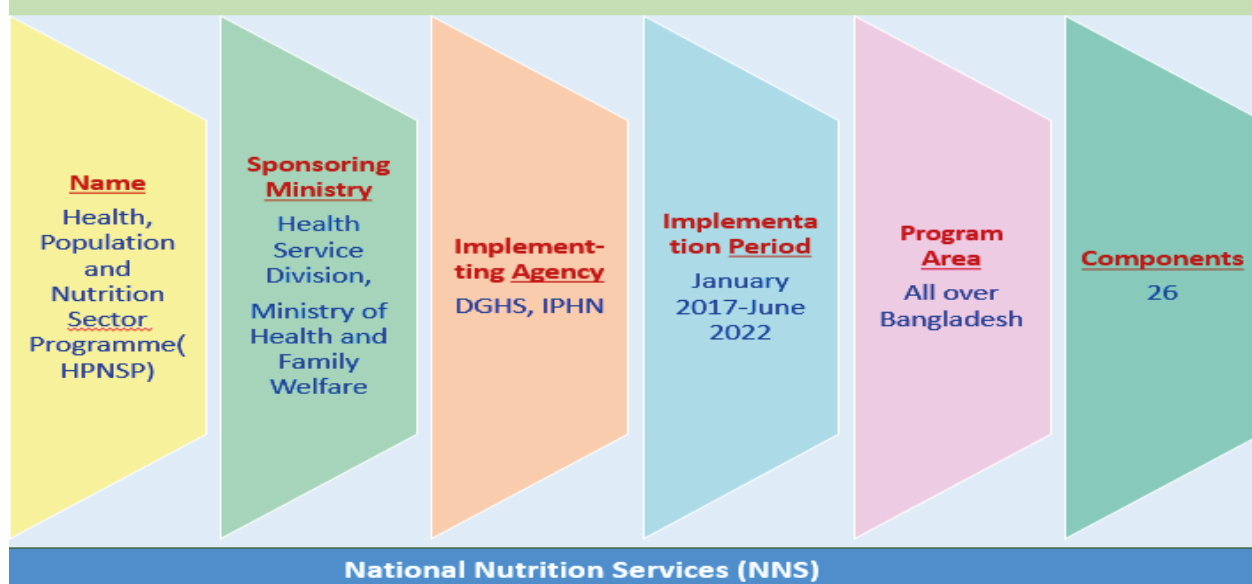 Name
Health,
Population
and
Nutrition
Sector
Programme(
HPNSP)
Sponsoring
Ministry
Health
Service
Division,
Ministry of
Health and
Family
Welfare
Implemen-
ting Agency
DGHS, IPHN
Implementa
tion Period
January
2017-June
2022
Program
Area
All over
Bangladesh
Components
26
National Nutrition Services (NNS)